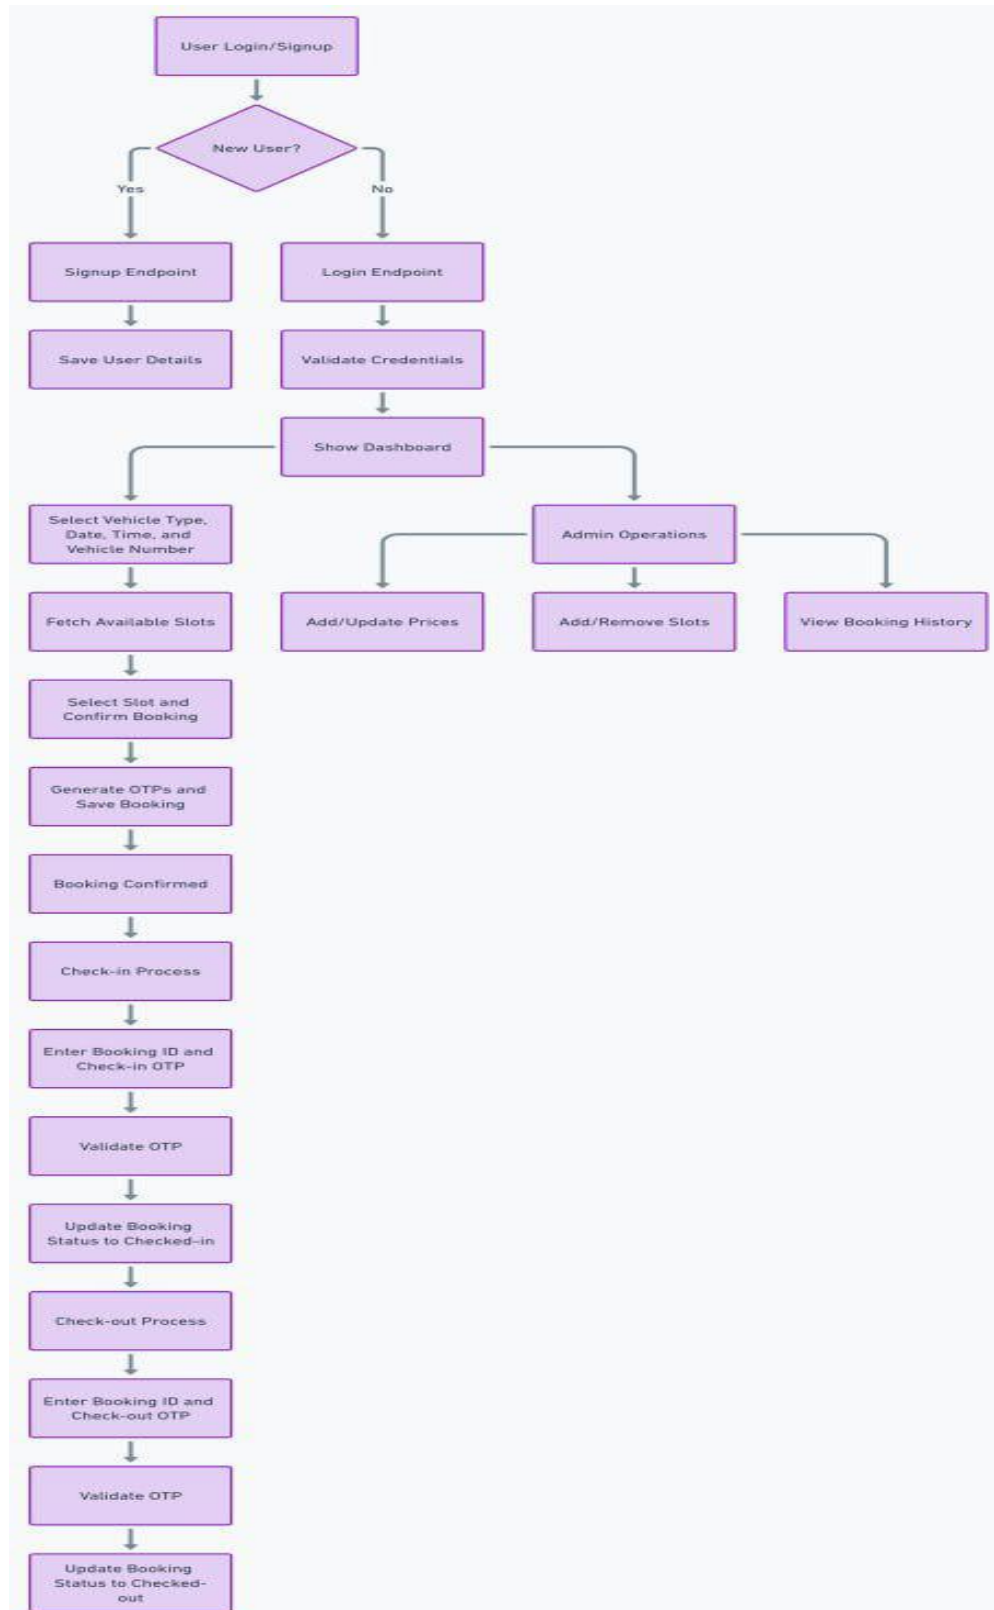 User Login/Signup
New User?
Yes
No
Signup Endpoint
Login Endpoint
Save User Details
Validate Credentials
Show Dashboard
Select Vehicle Type,
Date, Time, and
Vehicle Number
Admin Operations
Fetch Available Slots
Add/Update Prices
Add/Remove Slots
View Booking History
Select Slot and
Confirm Booking
Generate OTPs and
Save Booking
Booking Confirmed
Check-in Process
Enter Booking ID and
Check-in OTP
Validate OTP
Update Booking
Status to Checked-in
Check-out Process
Enter Booking ID and
Check-out OTP
Validate OTP
Update Booking
Status to Checked-
out